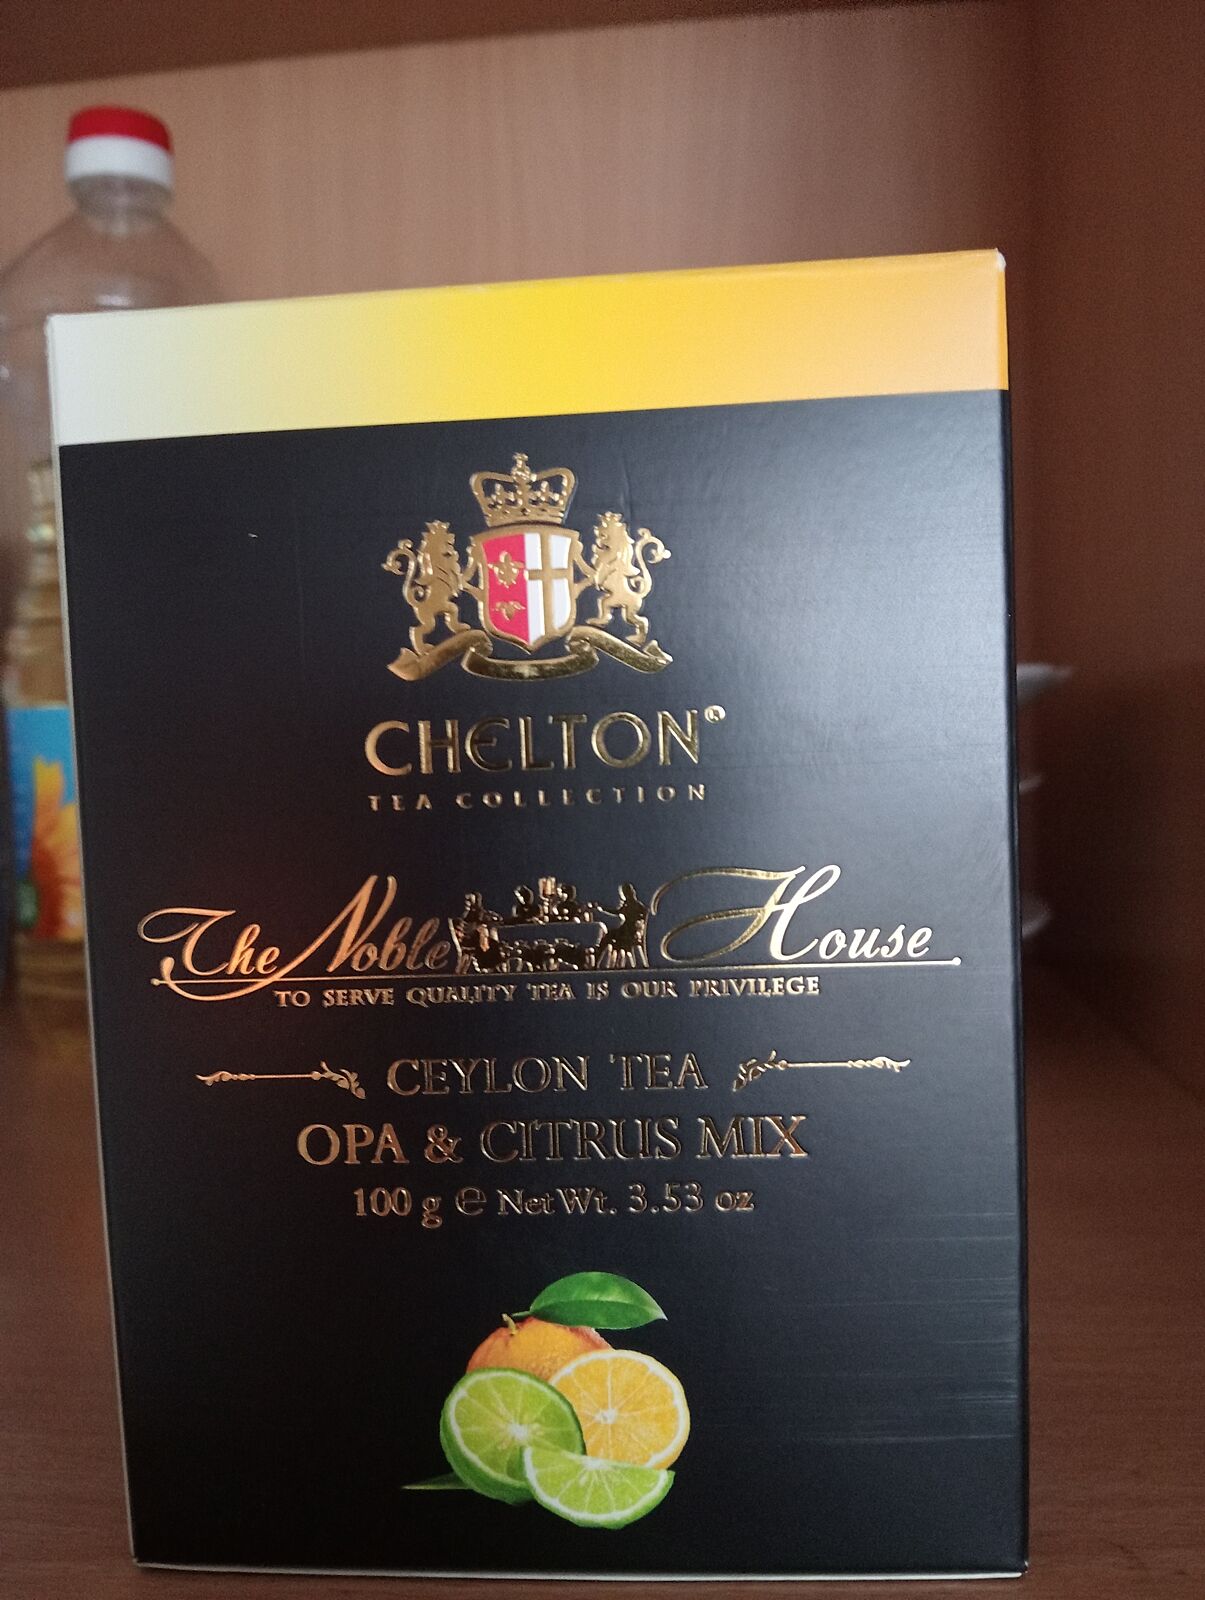 CHELTON®
TEA COLLECTION
The Noble House
TO SERVE QUALITY TEA IS OUR PRIVILEGE
CEYLON TEA
OPA & CITRUS MIX
100 g ℮ Net Wt. 3.53 oz